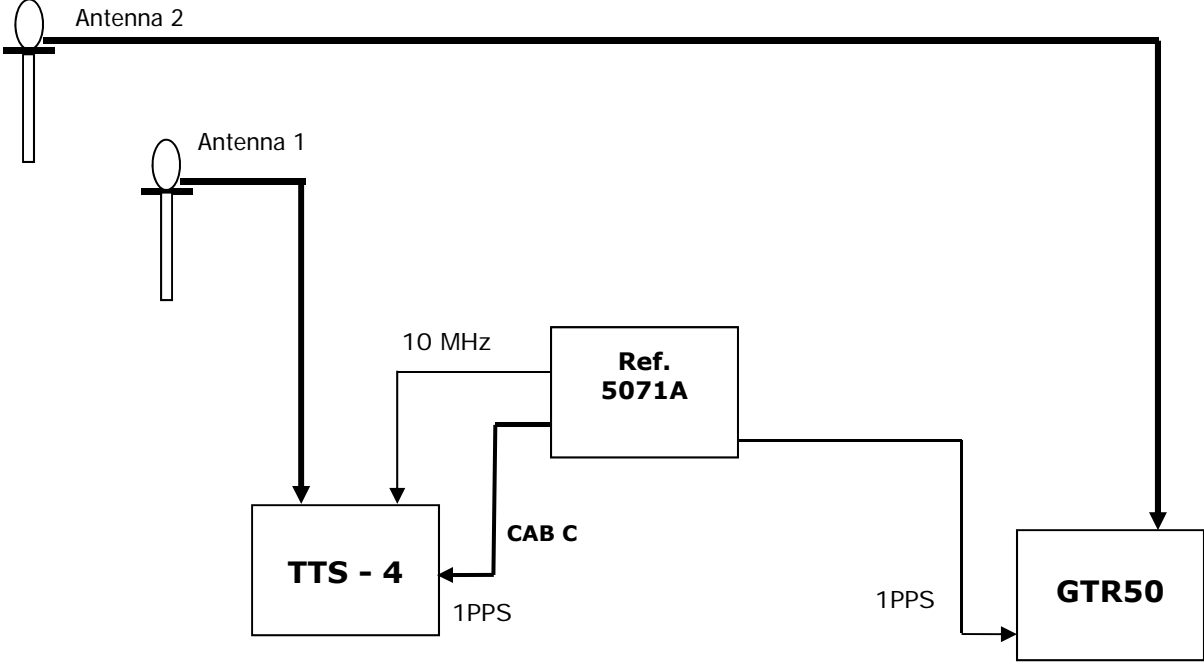 Antenna 2
Antenna 1
10 MHz
Ref.
5071A
CAB C
TTS - 4
1PPS
1PPS
GTR50